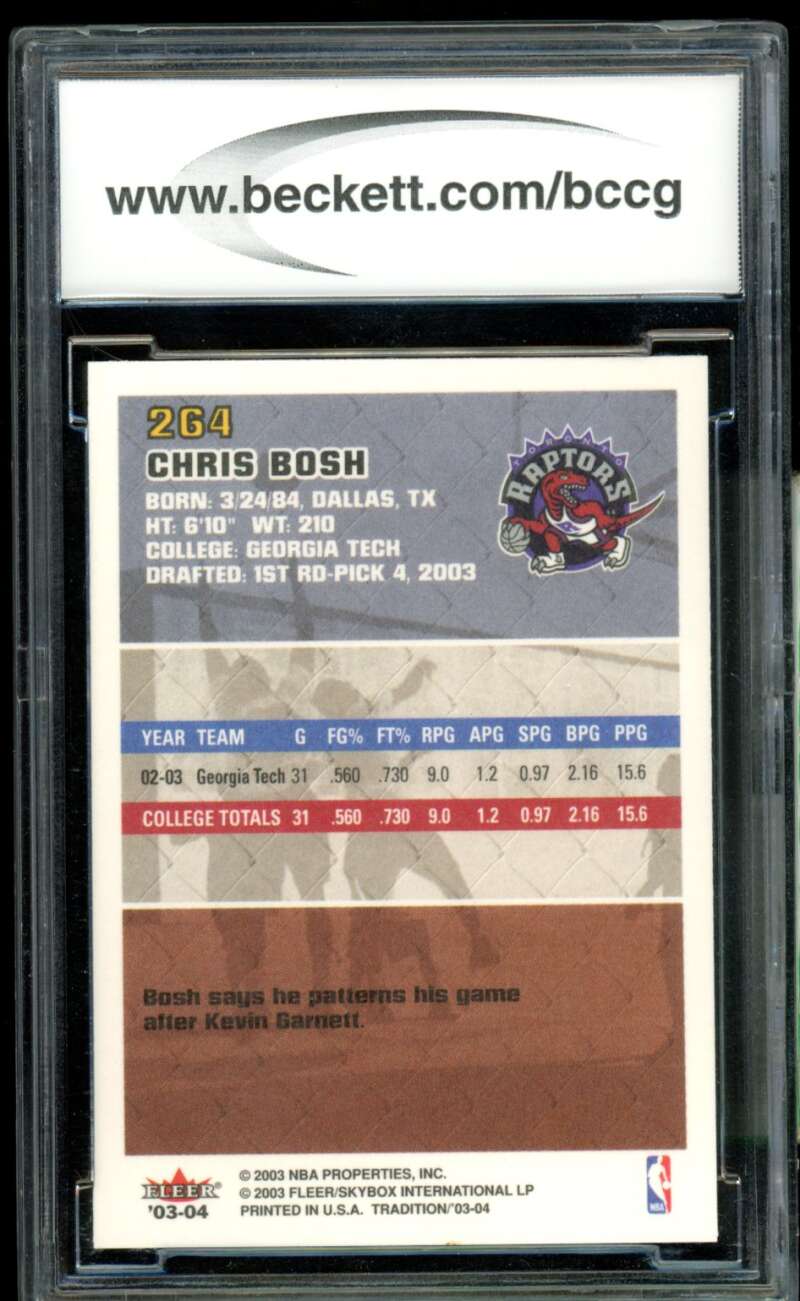 www.beckett.com/bccg
264
CHRIS BOSH
BORN: 3/24/84, DALLAS, TX
HT: 6'10" WT: 210
COLLEGE: GEORGIA TECH
DRAFTED: 1ST RD-PICK 4, 2003
TORONTO
RAPTORS
YEAR TEAM G FG% FT% RPG APG SPG BPG PPG
02-03 Georgia Tech 31 .560 .730 9.0 1.2 0.97 2.16 15.6
COLLEGE TOTALS 31 .560 .730 9.0 1.2 0.97 2.16 15.6
Bosh says he patterns his game
after Kevin Garnett.
FLEER
'03-04
© 2003 NBA PROPERTIES, INC.
© 2003 FLEER/SKYBOX INTERNATIONAL LP
PRINTED IN U.S.A. TRADITION/'03-04
NBA